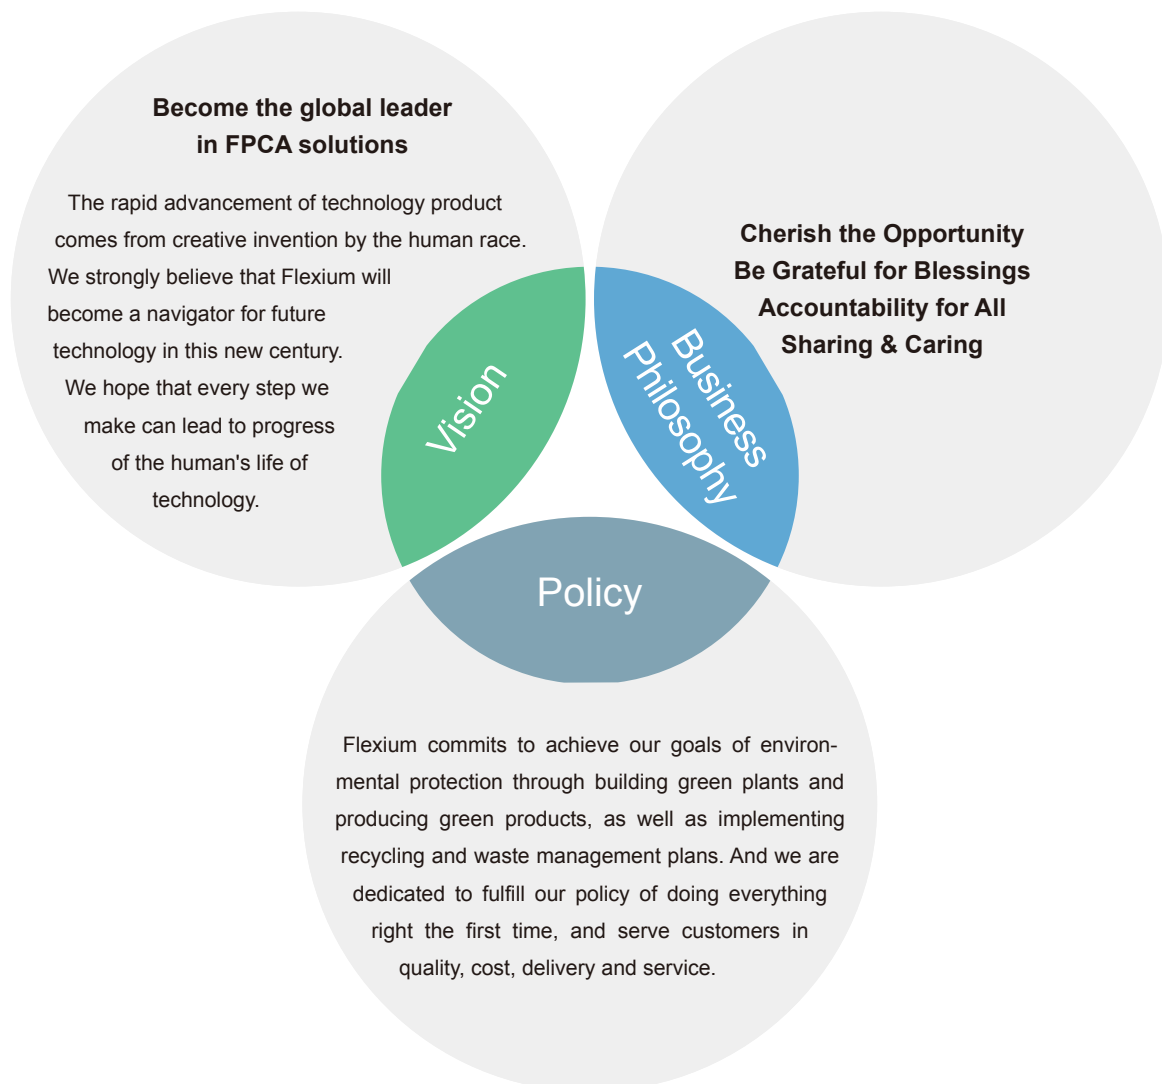 Become the global leader
in FPCA solutions
The rapid advancement of technology product
comes from creative invention by the human race.
We strongly believe that Flexium will
become a navigator for future
technology in this new century.
We hope that every step we
make can lead to progress
of the human's life of
technology.
Vision
Cherish the Opportunity
Be Grateful for Blessings
Accountability for All
Sharing & Caring
Business
Philosophy
Policy
Flexium commits to achieve our goals of environ-
mental protection through building green plants and
producing green products, as well as implementing
recycling and waste management plans. And we are
dedicated to fulfill our policy of doing everything
right the first time, and serve customers in
quality, cost, delivery and service.